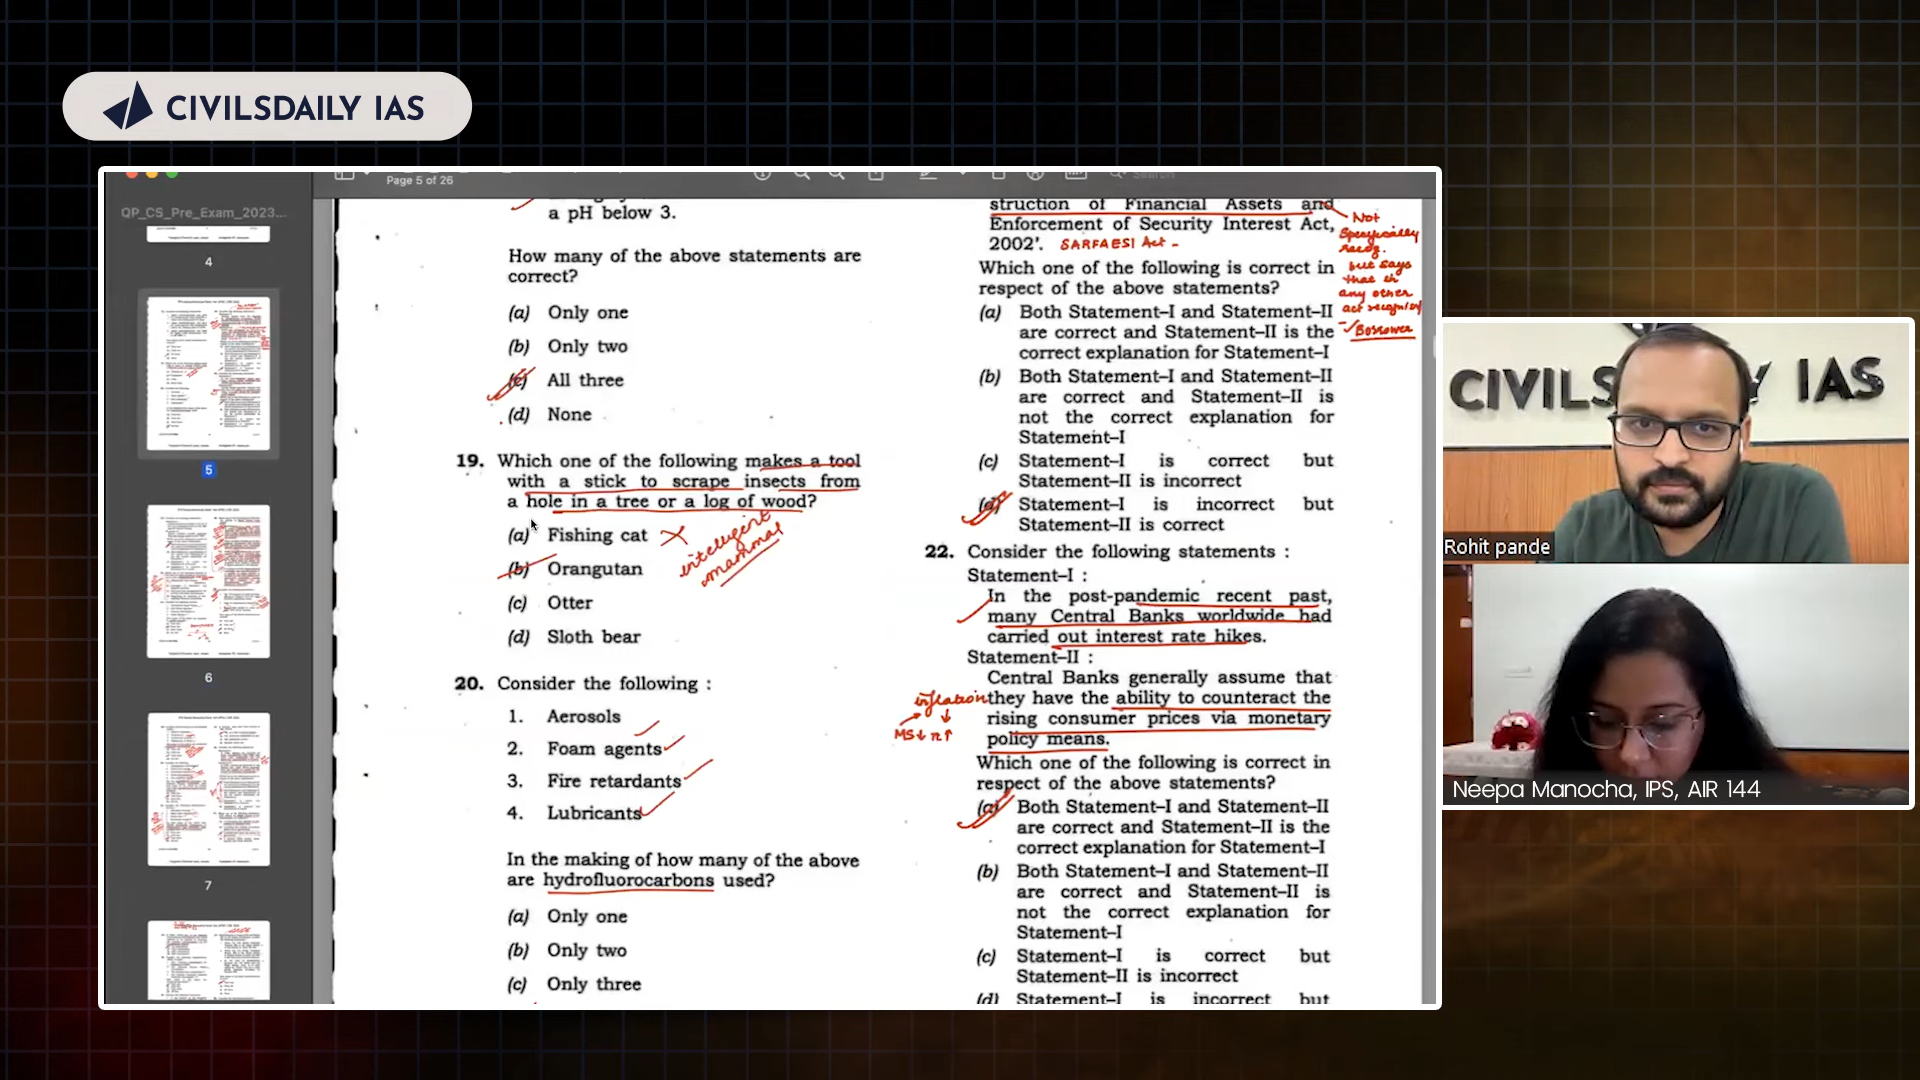 CIVILSDAILY IAS
Page 5 of 26
Search
QP_CS_Pre_Exam_2023...
4
5
6
7
a pH below 3.
How many of the above statements are
correct?
(a) Only one
(b) Only two
(c) All three
(d) None
19. Which one of the following makes a tool
with a stick to scrape insects from
a hole in a tree or a log of wood?
(a) Fishing cat
(b) Orangutan
(c) Otter
(d) Sloth bear
intelligent
mammal
20. Consider the following :
1. Aerosols
2. Foam agents
3. Fire retardants
4. Lubricants
In the making of how many of the above
are hydrofluorocarbons used?
(a) Only one
(b) Only two
(c) Only three
struction of Financial Assets and
Enforcement of Security Interest Act,
2002'. SARFAESI Act -
Not
Specifically
recog.
but says
that in
any other
act
Borrower
Which one of the following is correct in
respect of the above statements?
(a) Both Statement-I and Statement-II
are correct and Statement-II is the
correct explanation for Statement-I
(b) Both Statement-I and Statement-II
are correct and Statement-II is
not the correct explanation for
Statement-I
(c) Statement-I is correct but
Statement-II is incorrect
(d) Statement-I is incorrect but
Statement-II is correct
22. Consider the following statements :
Statement-I :
In the post-pandemic recent past,
many Central Banks worldwide had
carried out interest rate hikes.
Statement-II :
Central Banks generally assume that
they have the ability to counteract the
rising consumer prices via monetary
policy means.
inflation
MS↓ r↑
Which one of the following is correct in
respect of the above statements?
(a) Both Statement-I and Statement-II
are correct and Statement-II is the
correct explanation for Statement-I
(b) Both Statement-I and Statement-II
are correct and Statement-II is
not the correct explanation for
Statement-I
(c) Statement-I is correct but
Statement-II is incorrect
(d) Statement-I is incorrect but
CIVILS DAILY IAS
Rohit pande
Neepa Manocha, IPS, AIR 144